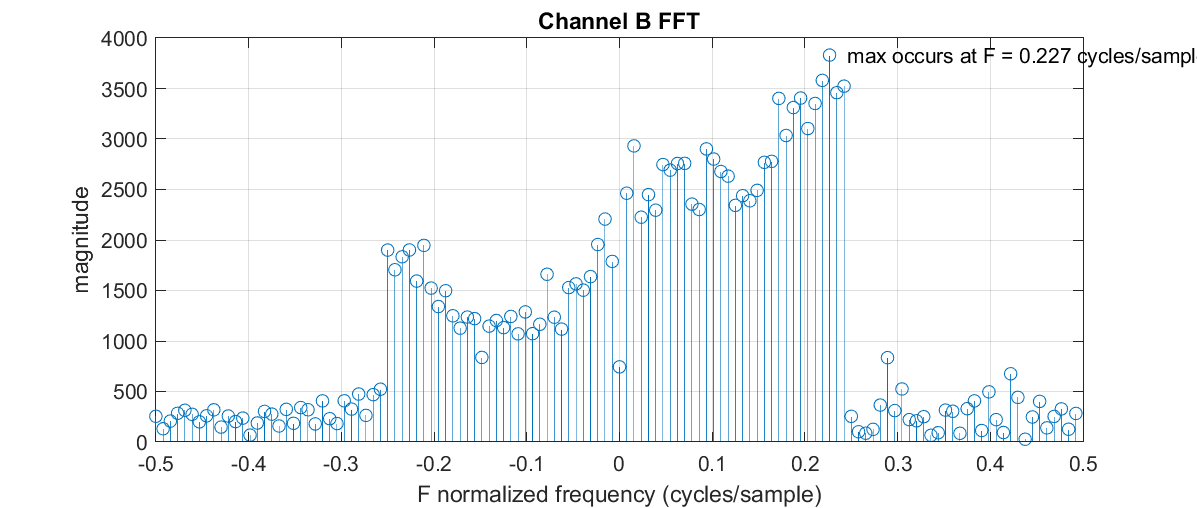 Channel B FFT
4000
3500
3000
2500
2000
1500
1000
500
0
magnitude
max occurs at F = 0.227 cycles/sampl
-0.5 -0.4 -0.3 -0.2 -0.1 0 0.1 0.2 0.3 0.4 0.5
F normalized frequency (cycles/sample)